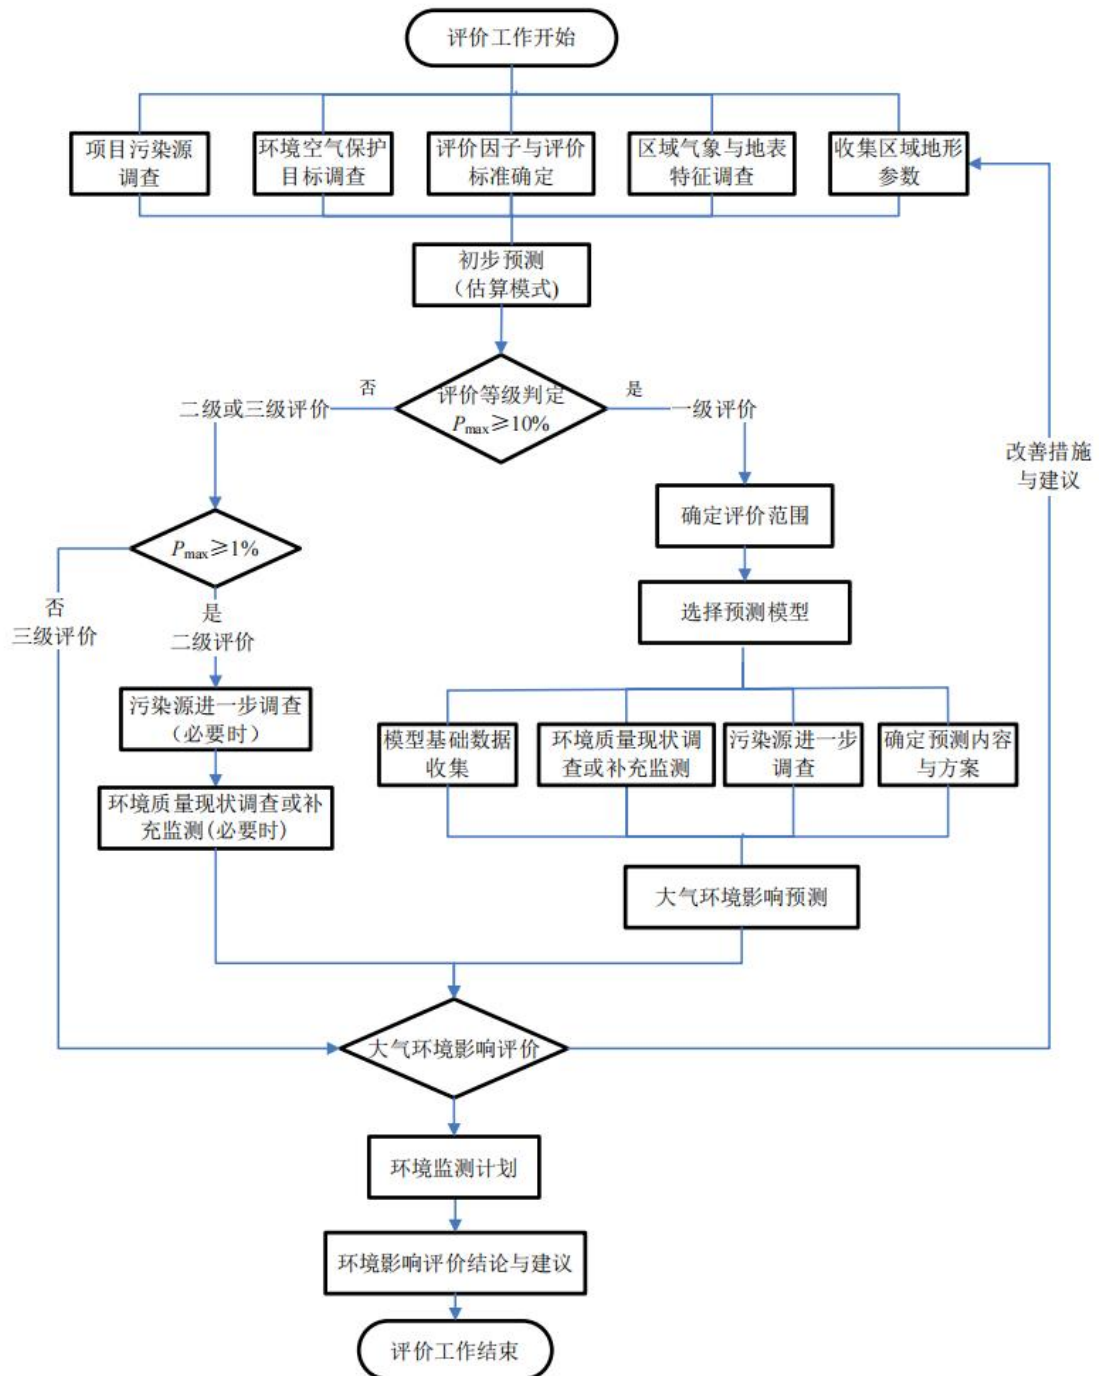 评价工作开始
项目污染源
调查
环境空气保护
目标调查
评价因子与评价
标准确定
区域气象与地表
特征调查
收集区域地形
参数
初步预测
（估算模式)
评价等级判定
Pmax≥10%
否
二级或三级评价
是
一级评价
改善措施
与建议
确定评价范围
Pmax≥1%
否
三级评价
是
二级评价
选择预测模型
污染源进一步调查
（必要时）
环境质量现状调查或补
充监测(必要时)
模型基础数据
收集
环境质量现状调
查或补充监测
污染源进一步
调查
确定预测内容
与方案
大气环境影响预测
大气环境影响评价
环境监测计划
环境影响评价结论与建议
评价工作结束